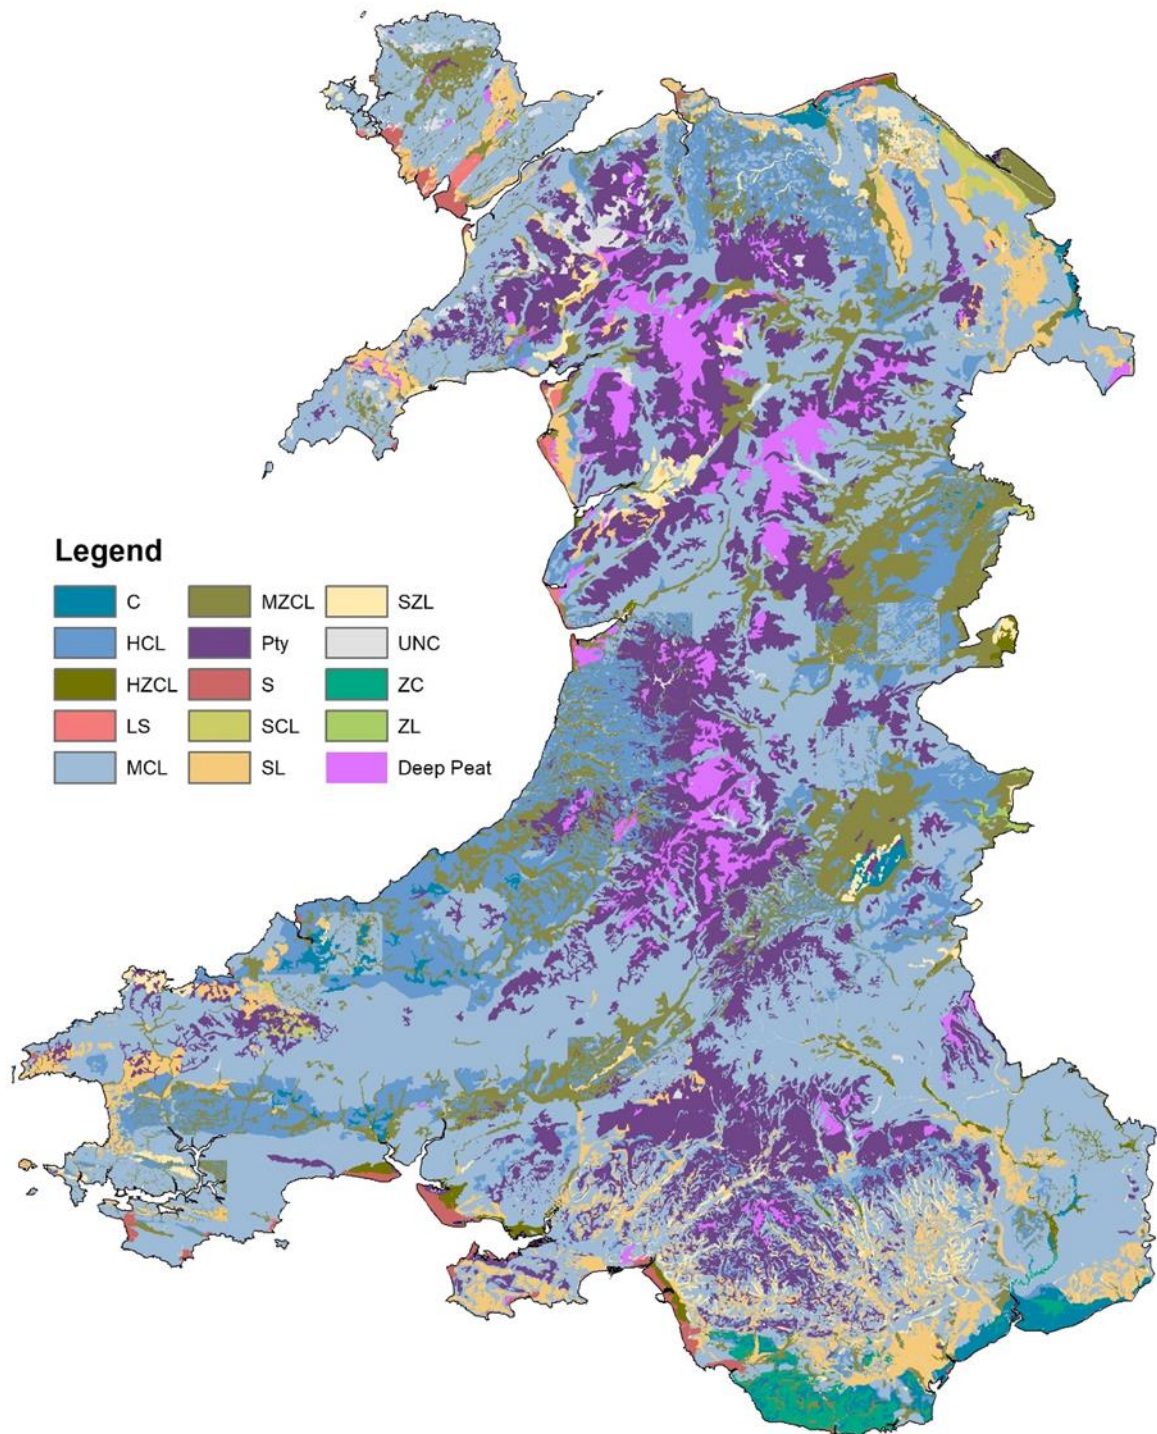 Legend
C MZCL SZL
HCL Pty UNC
HZCL S ZC
LS SCL ZL
MCL SL Deep Peat